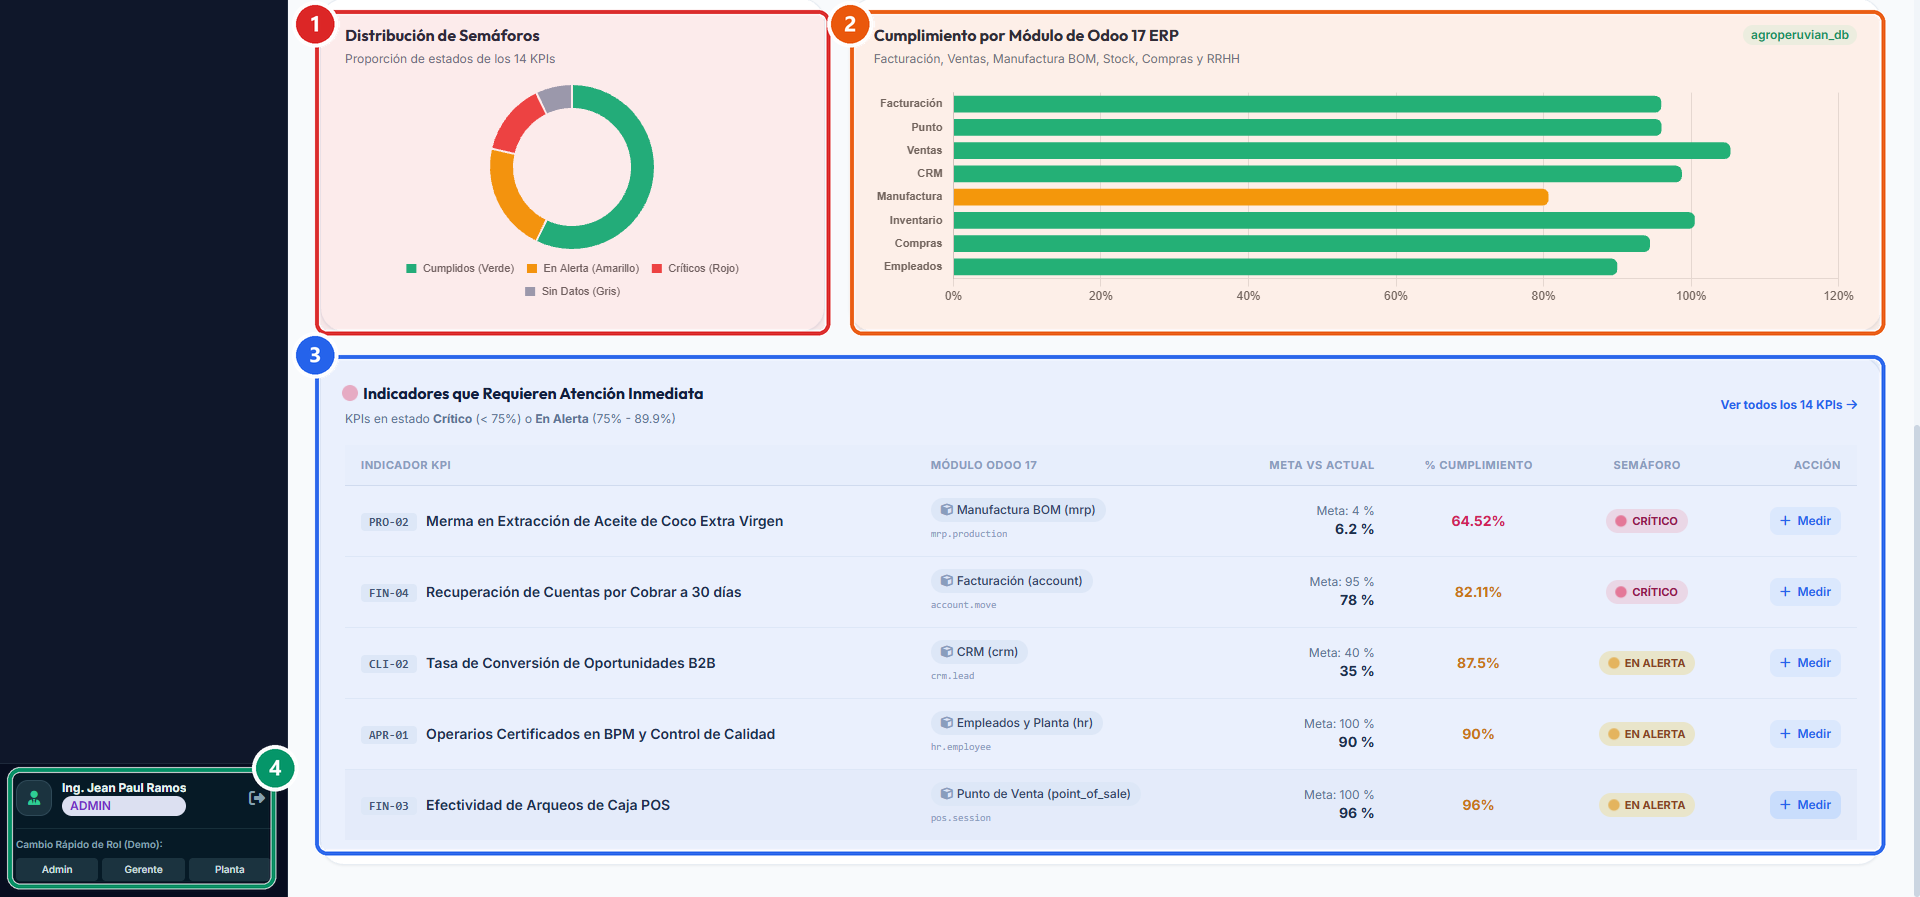 1
Distribución de Semáforos
Proporción de estados de los 14 KPIs
Cumplidos (Verde)
En Alerta (Amarillo)
Críticos (Rojo)
Sin Datos (Gris)
2
Cumplimiento por Módulo de Odoo 17 ERP
agroperuvian_db
Facturación, Ventas, Manufactura BOM, Stock, Compras y RRHH
Facturación
Punto
Ventas
CRM
Manufactura
Inventario
Compras
Empleados
0% 20% 40% 60% 80% 100% 120%
3
Indicadores que Requieren Atención Inmediata
KPIs en estado Crítico (< 75%) o En Alerta (75% - 89.9%)
Ver todos los 14 KPIs →
INDICADOR KPI MÓDULO ODOO 17 META VS ACTUAL % CUMPLIMIENTO SEMÁFORO ACCIÓN
PRO-02 Merma en Extracción de Aceite de Coco Extra Virgen
Manufactura BOM (mrp)
mrp.production
Meta: 4 %
6.2 %
64.52%
CRÍTICO
+ Medir
FIN-04 Recuperación de Cuentas por Cobrar a 30 días
Facturación (account)
account.move
Meta: 95 %
78 %
82.11%
CRÍTICO
+ Medir
CLI-02 Tasa de Conversión de Oportunidades B2B
CRM (crm)
crm.lead
Meta: 40 %
35 %
87.5%
EN ALERTA
+ Medir
APR-01 Operarios Certificados en BPM y Control de Calidad
Empleados y Planta (hr)
hr.employee
Meta: 100 %
90 %
90%
EN ALERTA
+ Medir
FIN-03 Efectividad de Arqueos de Caja POS
Punto de Venta (point_of_sale)
pos.session
Meta: 100 %
96 %
96%
EN ALERTA
+ Medir
4
Ing. Jean Paul Ramos
ADMIN
Cambio Rápido de Rol (Demo):
Admin Gerente Planta